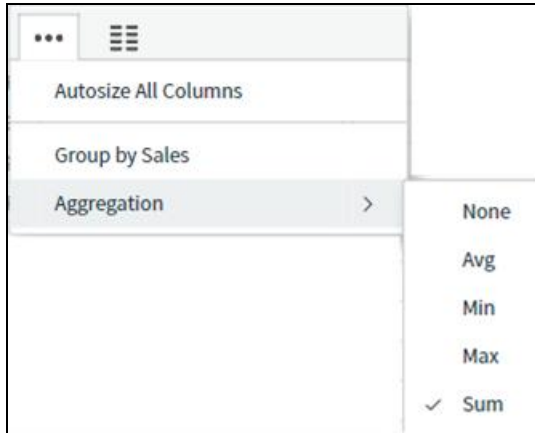 Autosize All Columns
Group by Sales
Aggregation
None
Avg
Min
Max
Sum